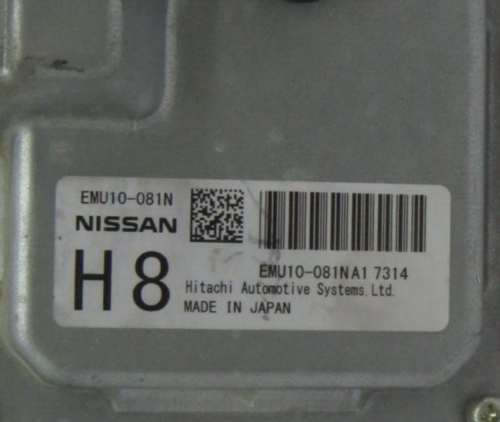 EMU10-081N
NISSAN
H8
EMU10-081NA1 7314
Hitachi Automotive Systems,Ltd.
MADE IN JAPAN